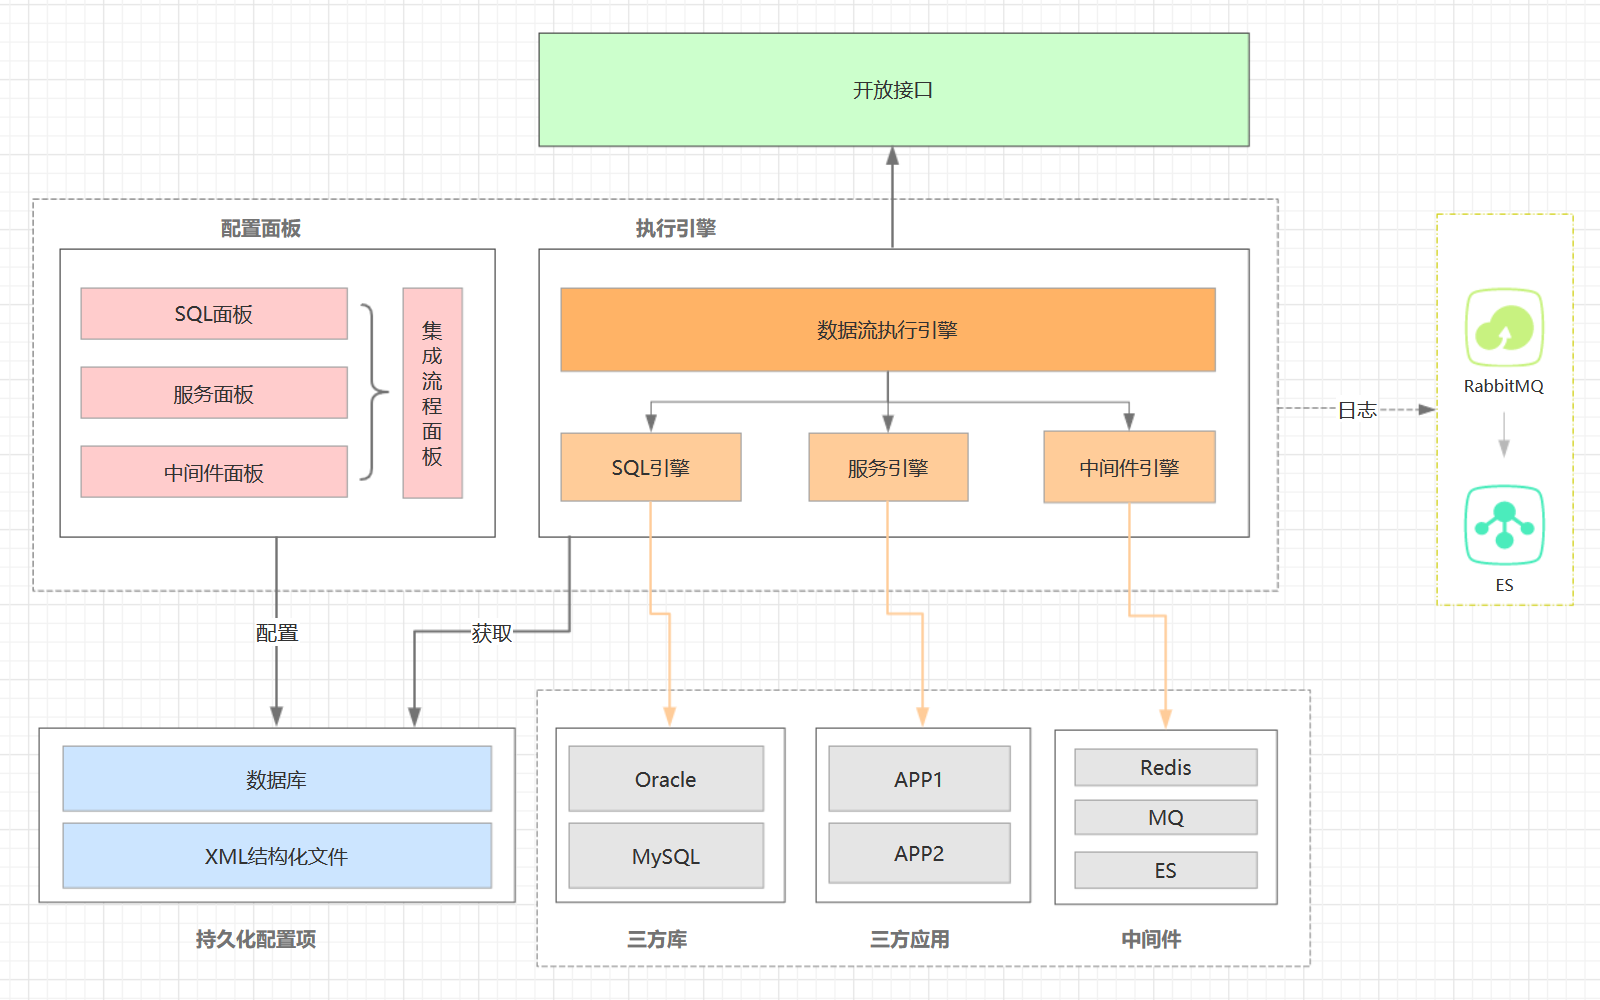 开放接口
配置面板
执行引擎
SQL面板
服务面板
中间件面板
集成流程面板
数据流执行引擎
SQL引擎
服务引擎
中间件引擎
日志
RabbitMQ
ES
配置
获取
数据库
XML结构化文件
持久化配置项
Oracle
MySQL
三方库
APP1
APP2
三方应用
Redis
MQ
ES
中间件